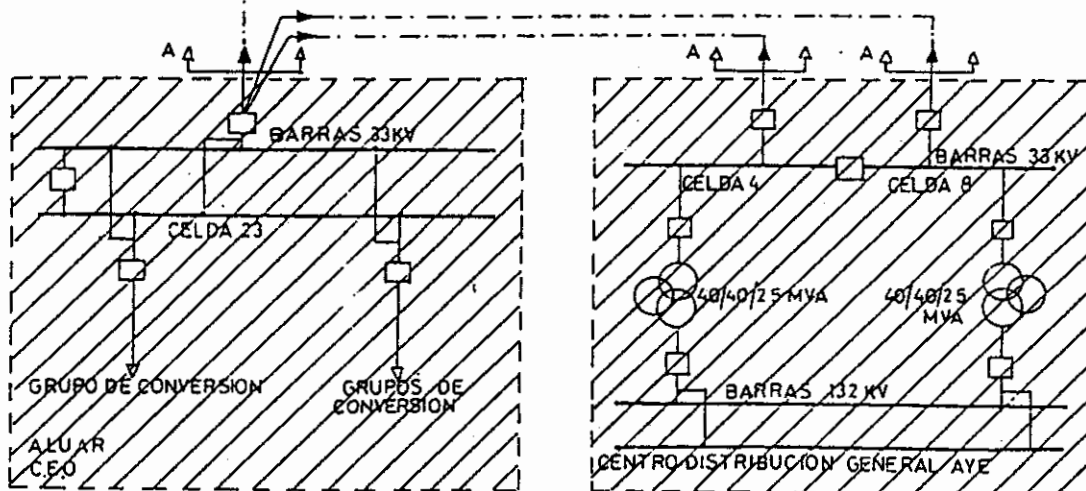 A
A
A
BARRAS 33KV
CELDA 23
GRUPO DE CONVERSION
GRUPOS DE
CONVERSION
ALUAR
C.E.O
BARRAS 33 KV
CELDA 4
CELDA 8
40/40/25 MVA
40/40/25
MVA
BARRAS 132 KV
CENTRO DISTRIBUCION GENERAL AYE